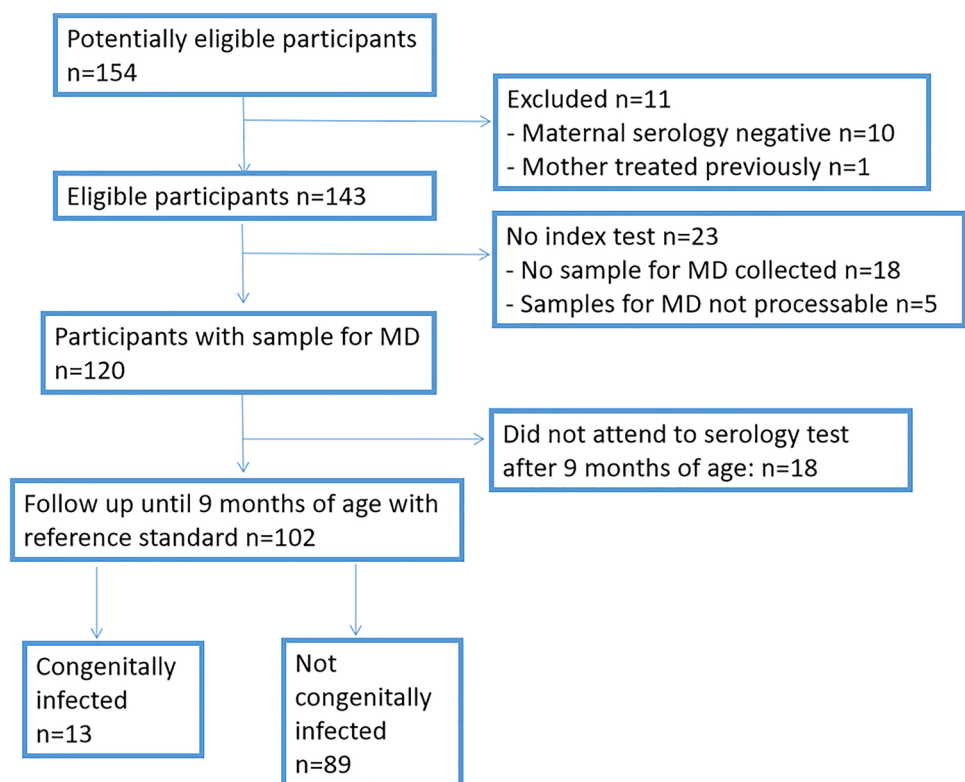 Potentially eligible participants
n=154
Excluded n=11
- Maternal serology negative n=10
- Mother treated previously n=1
Eligible participants n=143
No index test n=23
- No sample for MD collected n=18
- Samples for MD not processable n=5
Participants with sample for MD
n=120
Did not attend to serology test
after 9 months of age: n=18
Follow up until 9 months of age with
reference standard n=102
Congenitally
infected
n=13
Not
congenitally
infected
n=89